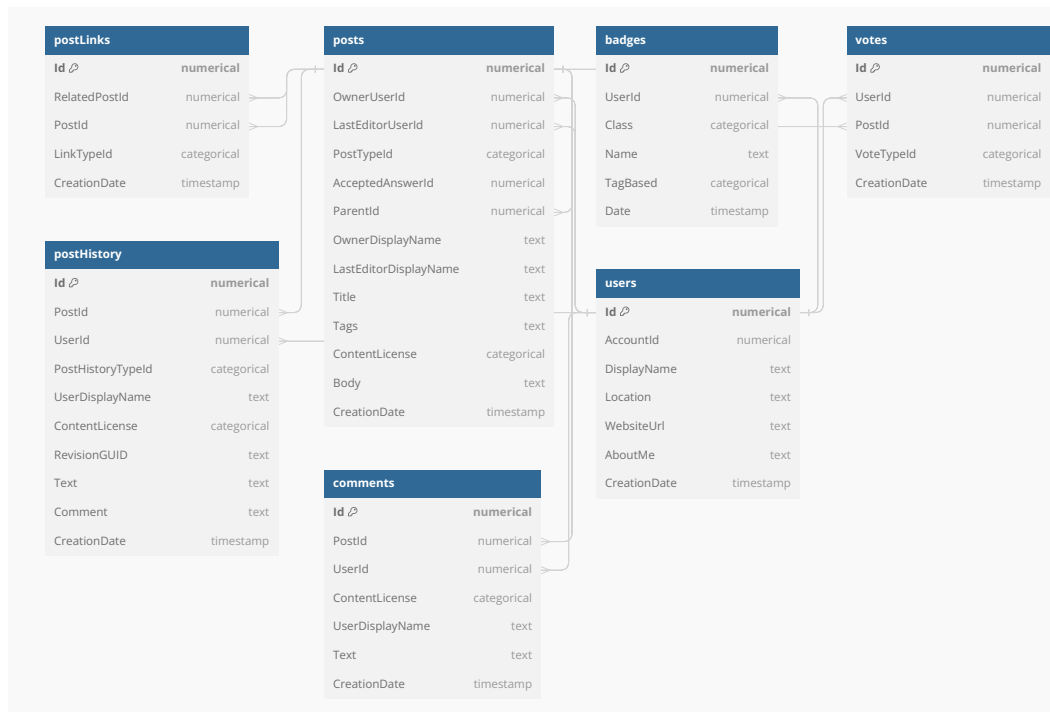 postLinks
Id numerical
RelatedPostId numerical
PostId numerical
LinkTypeId categorical
CreationDate timestamp
posts
Id numerical
OwnerUserId numerical
LastEditorUserId numerical
PostTypeId categorical
AcceptedAnswerId numerical
ParentId numerical
OwnerDisplayName text
LastEditorDisplayName text
Title text
Tags text
ContentLicense categorical
Body text
CreationDate timestamp
badges
Id numerical
UserId numerical
Class categorical
Name text
TagBased categorical
Date timestamp
votes
Id numerical
UserId numerical
PostId numerical
VoteTypeId categorical
CreationDate timestamp
postHistory
Id numerical
PostId numerical
UserId numerical
PostHistoryTypeId categorical
UserDisplayName text
ContentLicense categorical
RevisionGUID text
Text text
Comment text
CreationDate timestamp
users
Id numerical
AccountId numerical
DisplayName text
Location text
WebsiteUrl text
AboutMe text
CreationDate timestamp
comments
Id numerical
PostId numerical
UserId numerical
ContentLicense categorical
UserDisplayName text
Text text
CreationDate timestamp